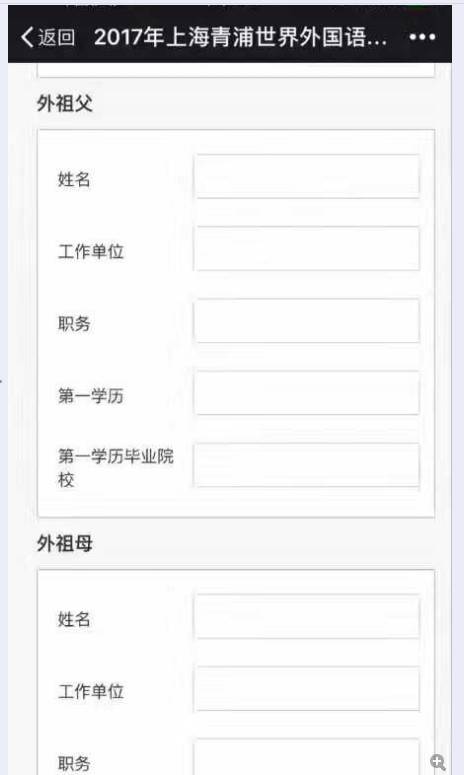 返回 2017年上海青浦世界外国语...
外祖父
姓名
工作单位
职务
第一学历
第一学历毕业院
校
外祖母
姓名
工作单位
职务